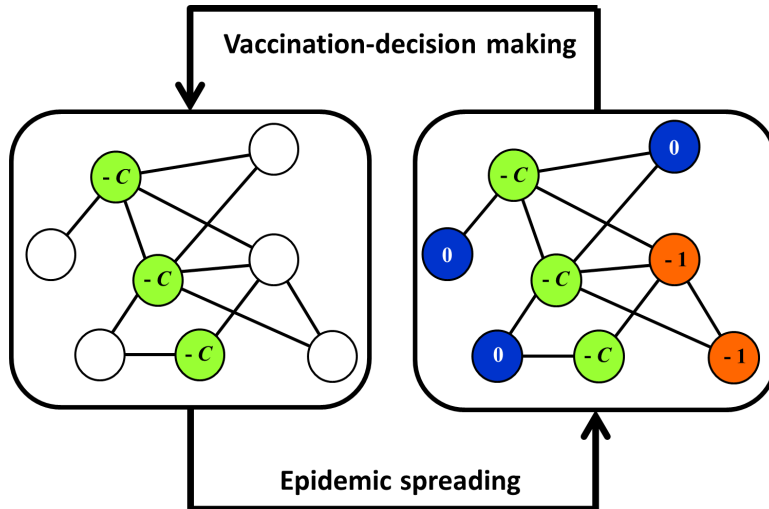 Vaccination-decision making
- C
- C
- C
0
- C
0
- C
- 1
0
- C
- 1
Epidemic spreading